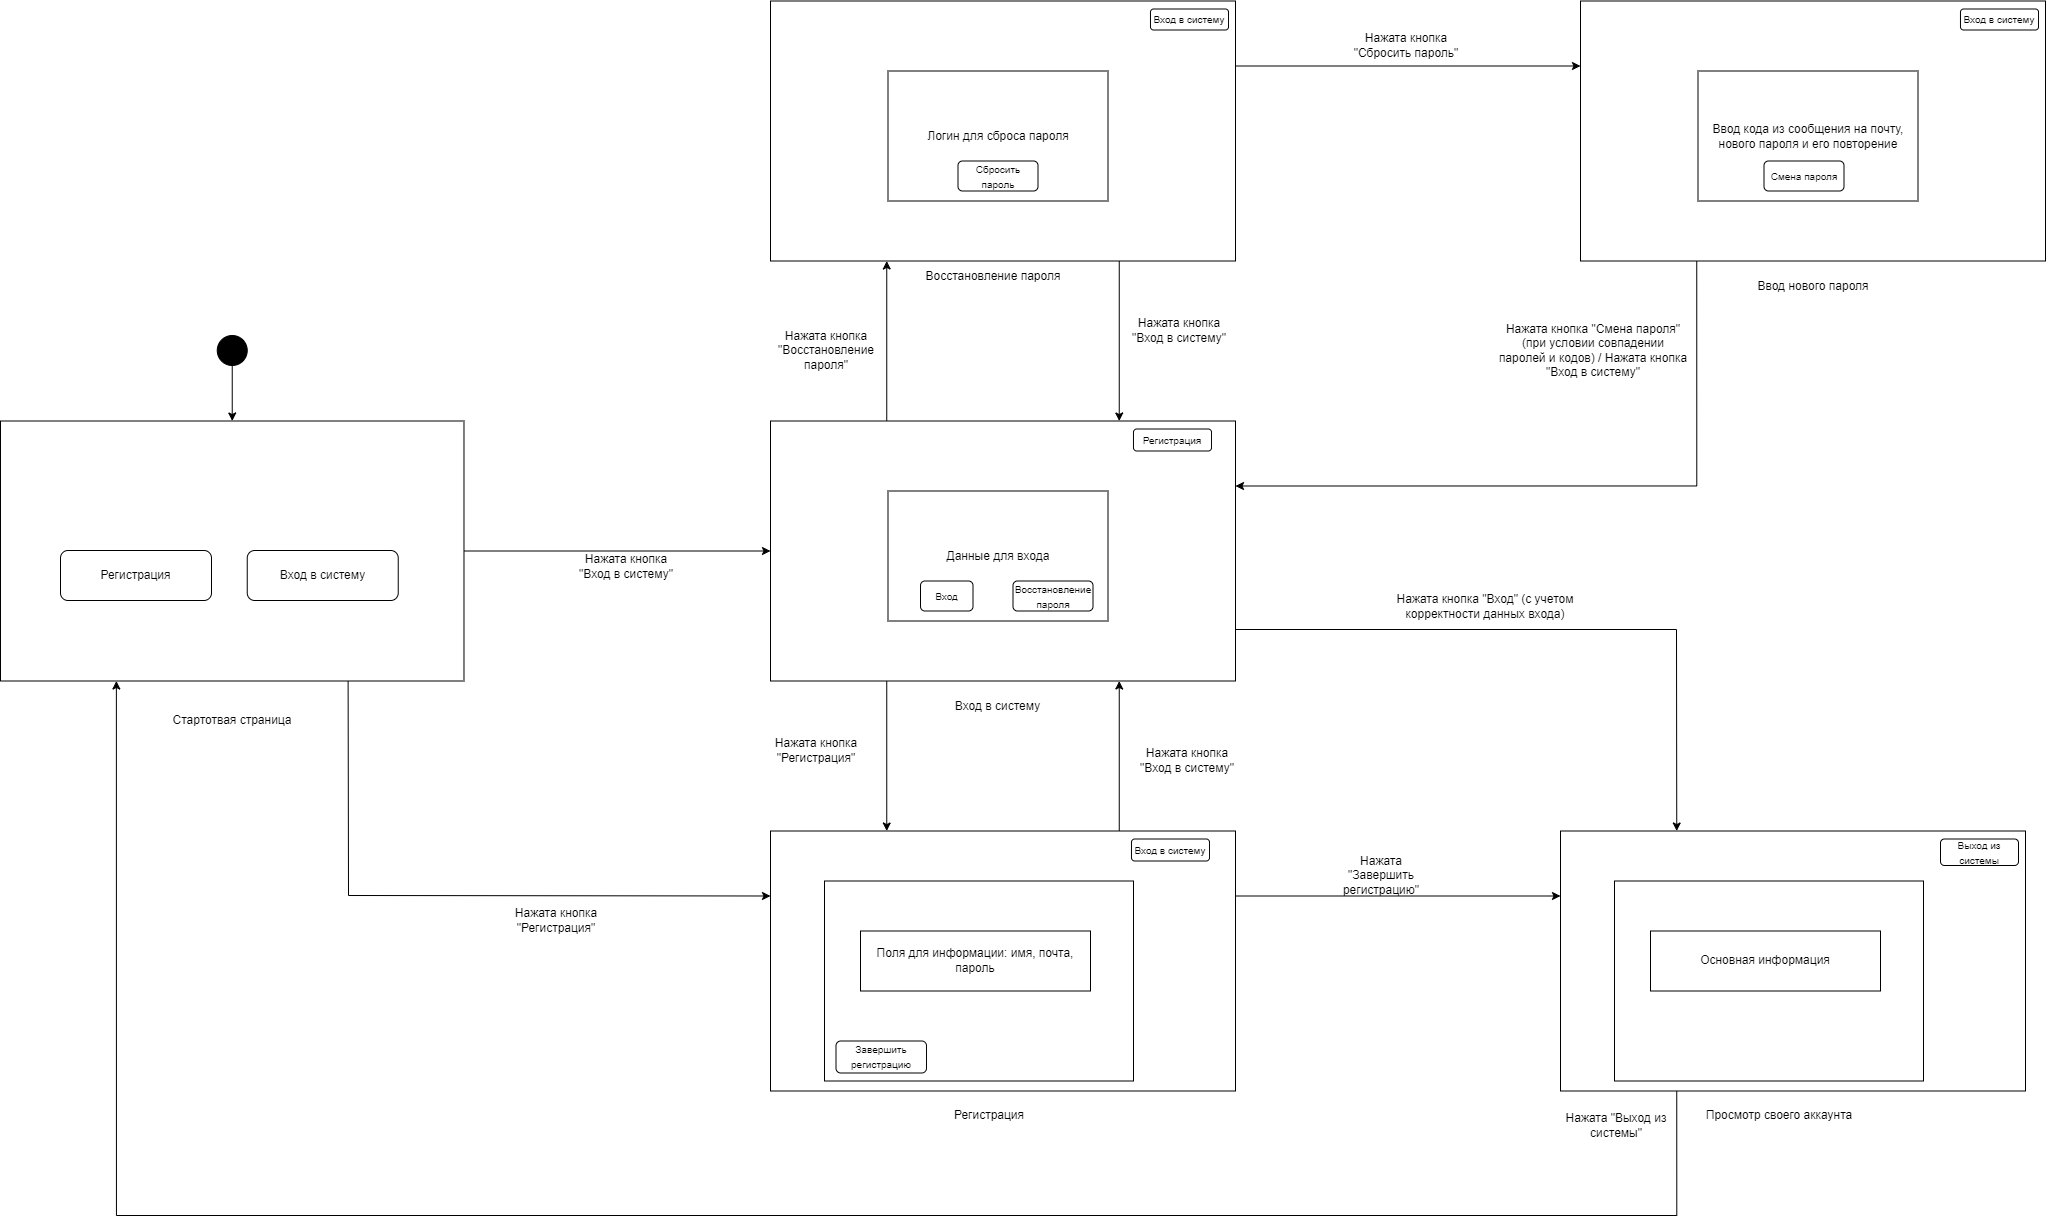 Вход в систему
Логин для сброса пароля
Сбросить
пароль
Восстановление пароля
Нажата кнопка
"Сбросить пароль"
Вход в систему
Ввод кода из сообщения на почту,
нового пароля и его повторение
Смена пароля
Ввод нового пароля
Нажата кнопка
"Восстановление
пароля"
Нажата кнопка
"Вход в систему"
Нажата кнопка "Смена пароля"
(при условии совпадении
паролей и кодов) / Нажата кнопка
"Вход в систему"
Регистрация
Вход в систему
Стартотвая страница
Нажата кнопка
"Вход в систему"
Регистрация
Данные для входа
Вход
Восстановление
пароля
Вход в систему
Нажата кнопка "Вход" (с учетом
корректности данных входа)
Нажата кнопка
"Регистрация"
Нажата кнопка
"Вход в систему"
Нажата кнопка
"Регистрация"
Вход в систему
Поля для информации: имя, почта,
пароль
Завершить
регистрацию
Регистрация
Нажата
"Завершить
регистрацию"
Выход из
системы
Основная информация
Нажата "Выход из
системы"
Просмотр своего аккаунта